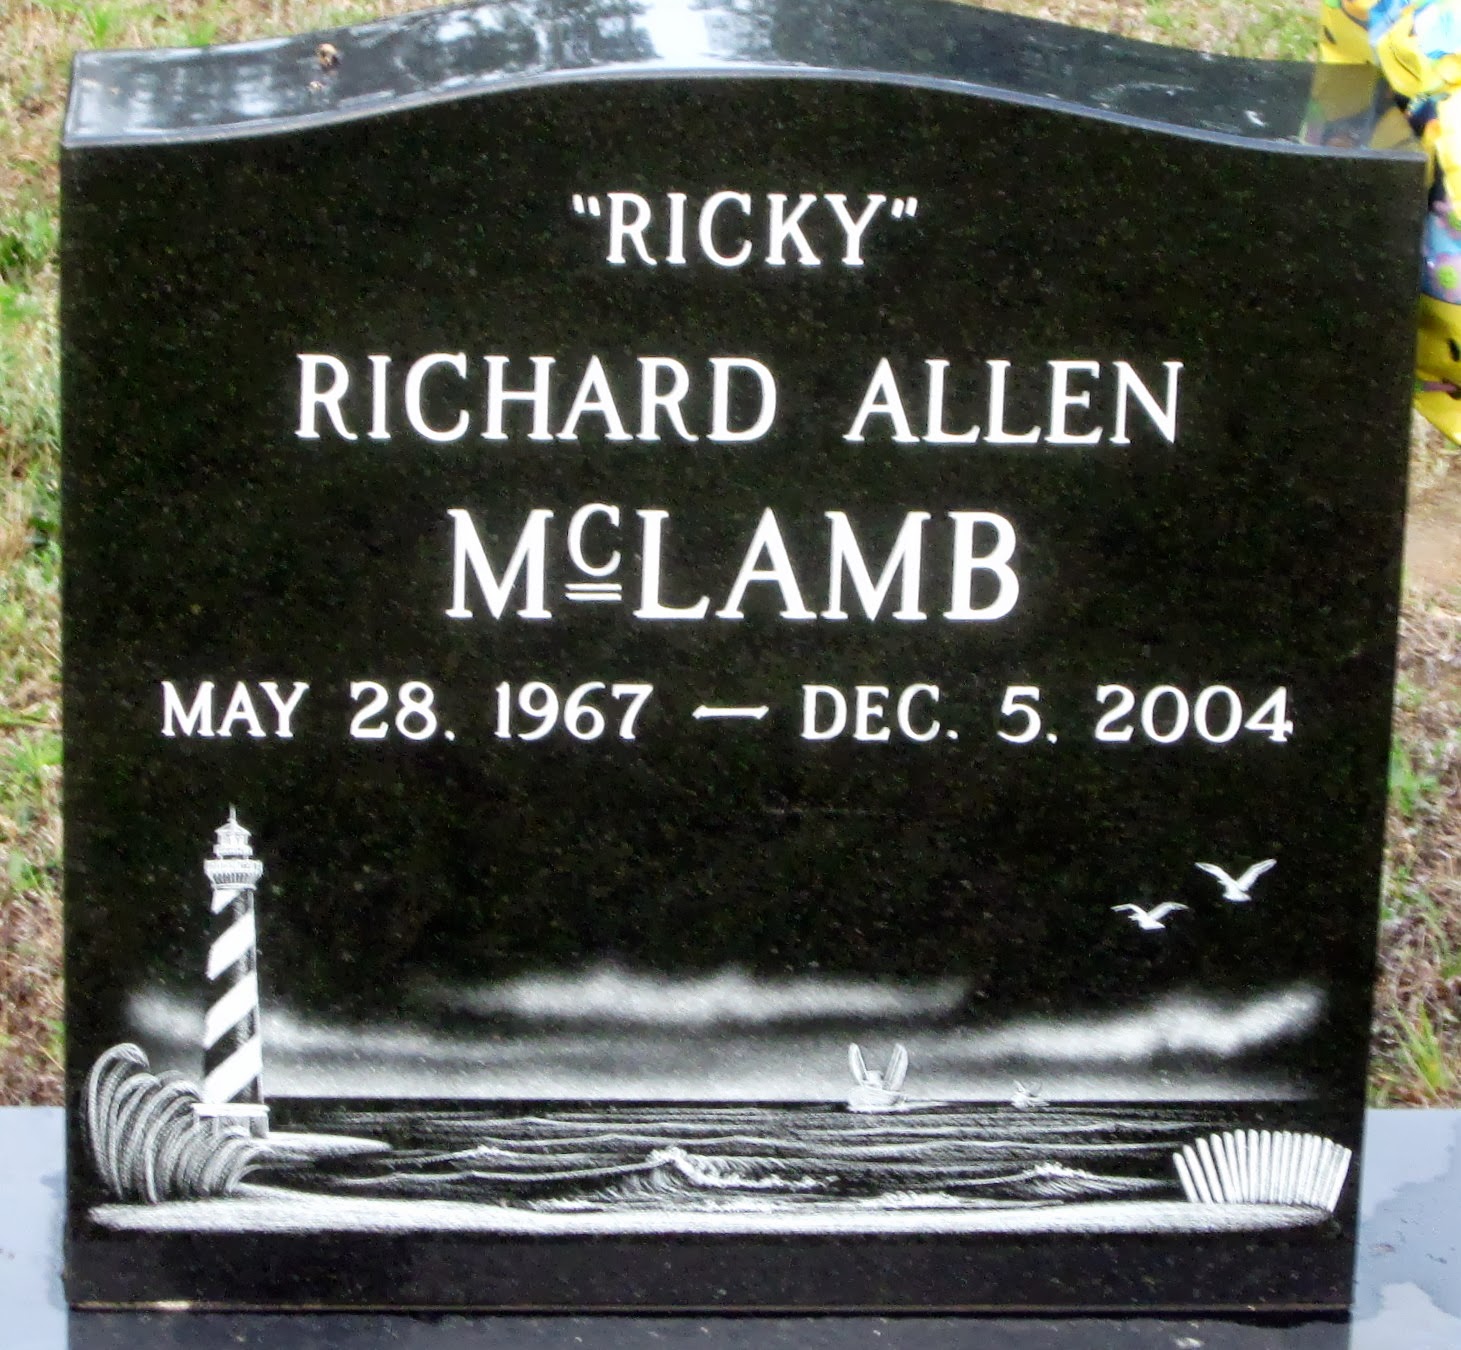 "RICKY"
RICHARD ALLEN
McLAMB
MAY 28, 1967 — DEC. 5, 2004